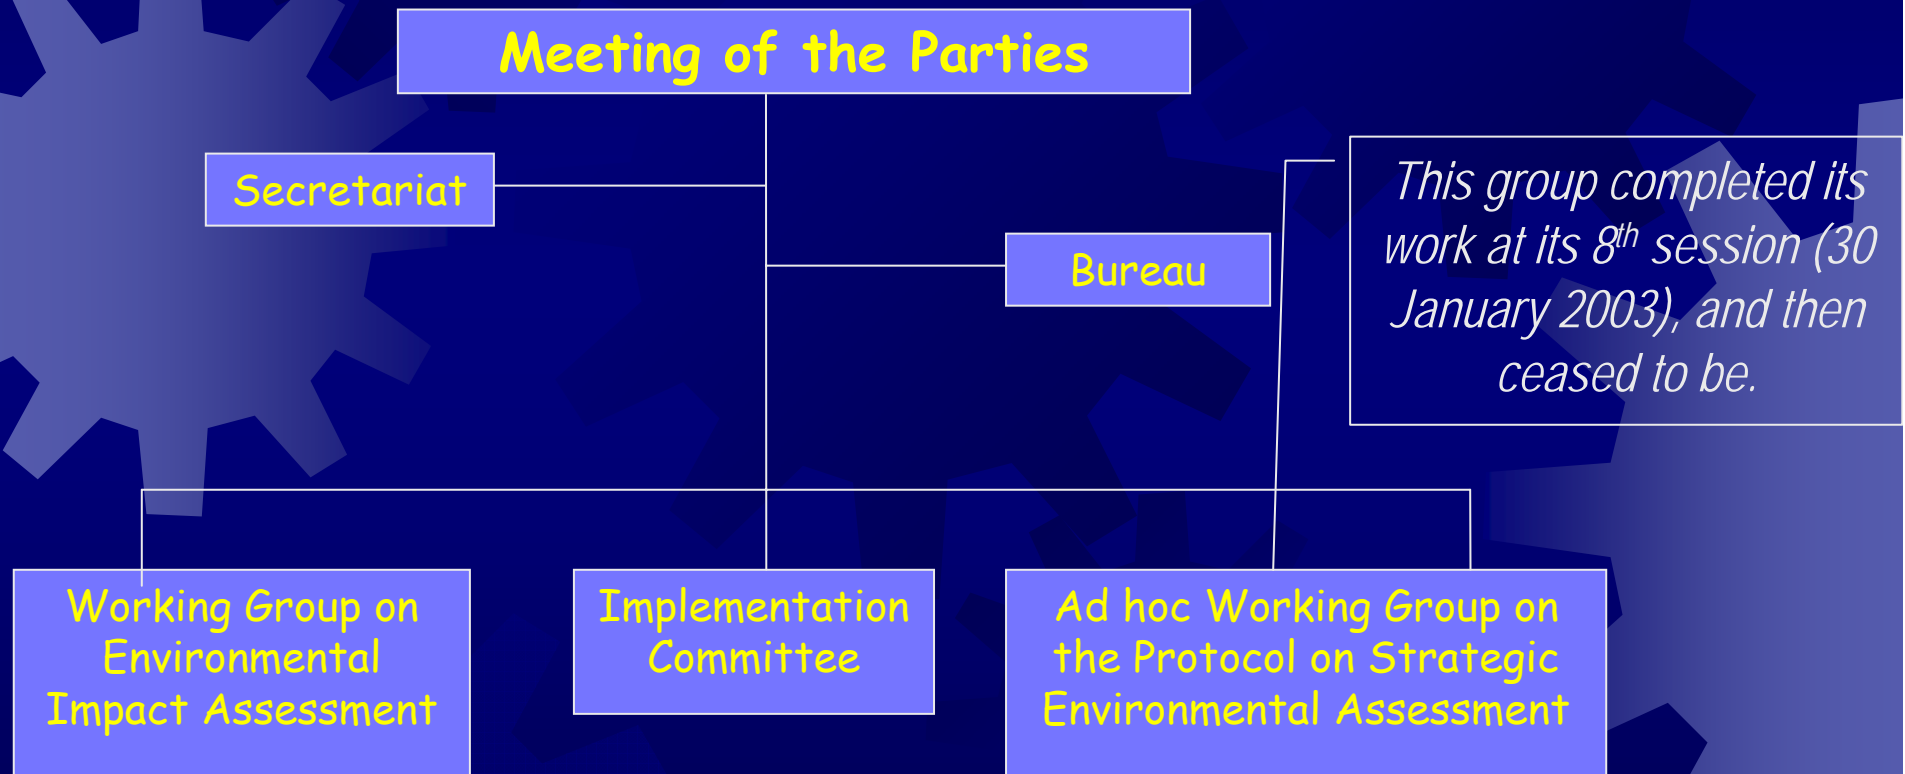 Meeting of the Parties
Secretariat
Bureau
This group completed its
work at its 8th session (30
January 2003), and then
ceased to be.
Working Group on
Environmental
Impact Assessment
Implementation
Committee
Ad hoc Working Group on
the Protocol on Strategic
Environmental Assessment